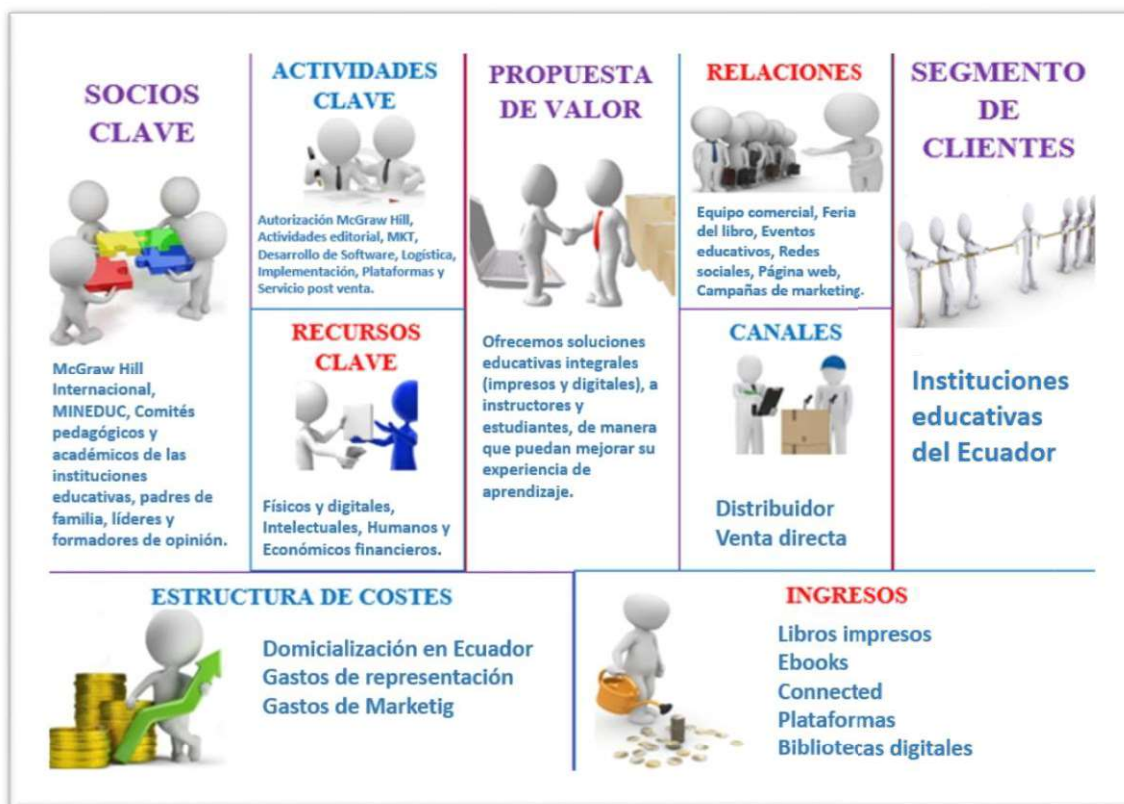 SOCIOS
CLAVE
McGraw Hill
Internacional,
MINEDUC, Comités
pedagógicos y
académicos de las
instituciones
educativas, padres de
familia, líderes y
formadores de opinión.
ACTIVIDADES
CLAVE
Autorización McGraw Hill,
Actividades editorial, MKT,
Desarrollo de Software, Logística,
Implementación, Plataformas y
Servicio post venta.
RECURSOS
CLAVE
Físicos y digitales,
Intelectuales, Humanos y
Económicos financieros.
PROPUESTA
DE VALOR
Ofrecemos soluciones
educativas integrales
(impresos y digitales), a
instructores y
estudiantes, de manera
que puedan mejorar su
experiencia de
aprendizaje.
RELACIONES
Equipo comercial, Feria
del libro, Eventos
educativos, Redes
sociales, Página web,
Campañas de marketing.
CANALES
Distribuidor
Venta directa
SEGMENTO
DE
CLIENTES
Instituciones
educativas
del Ecuador
ESTRUCTURA DE COSTES
Domicialización en Ecuador
Gastos de representación
Gastos de Marketig
INGRESOS
Libros impresos
Ebooks
Connected
Plataformas
Bibliotecas digitales